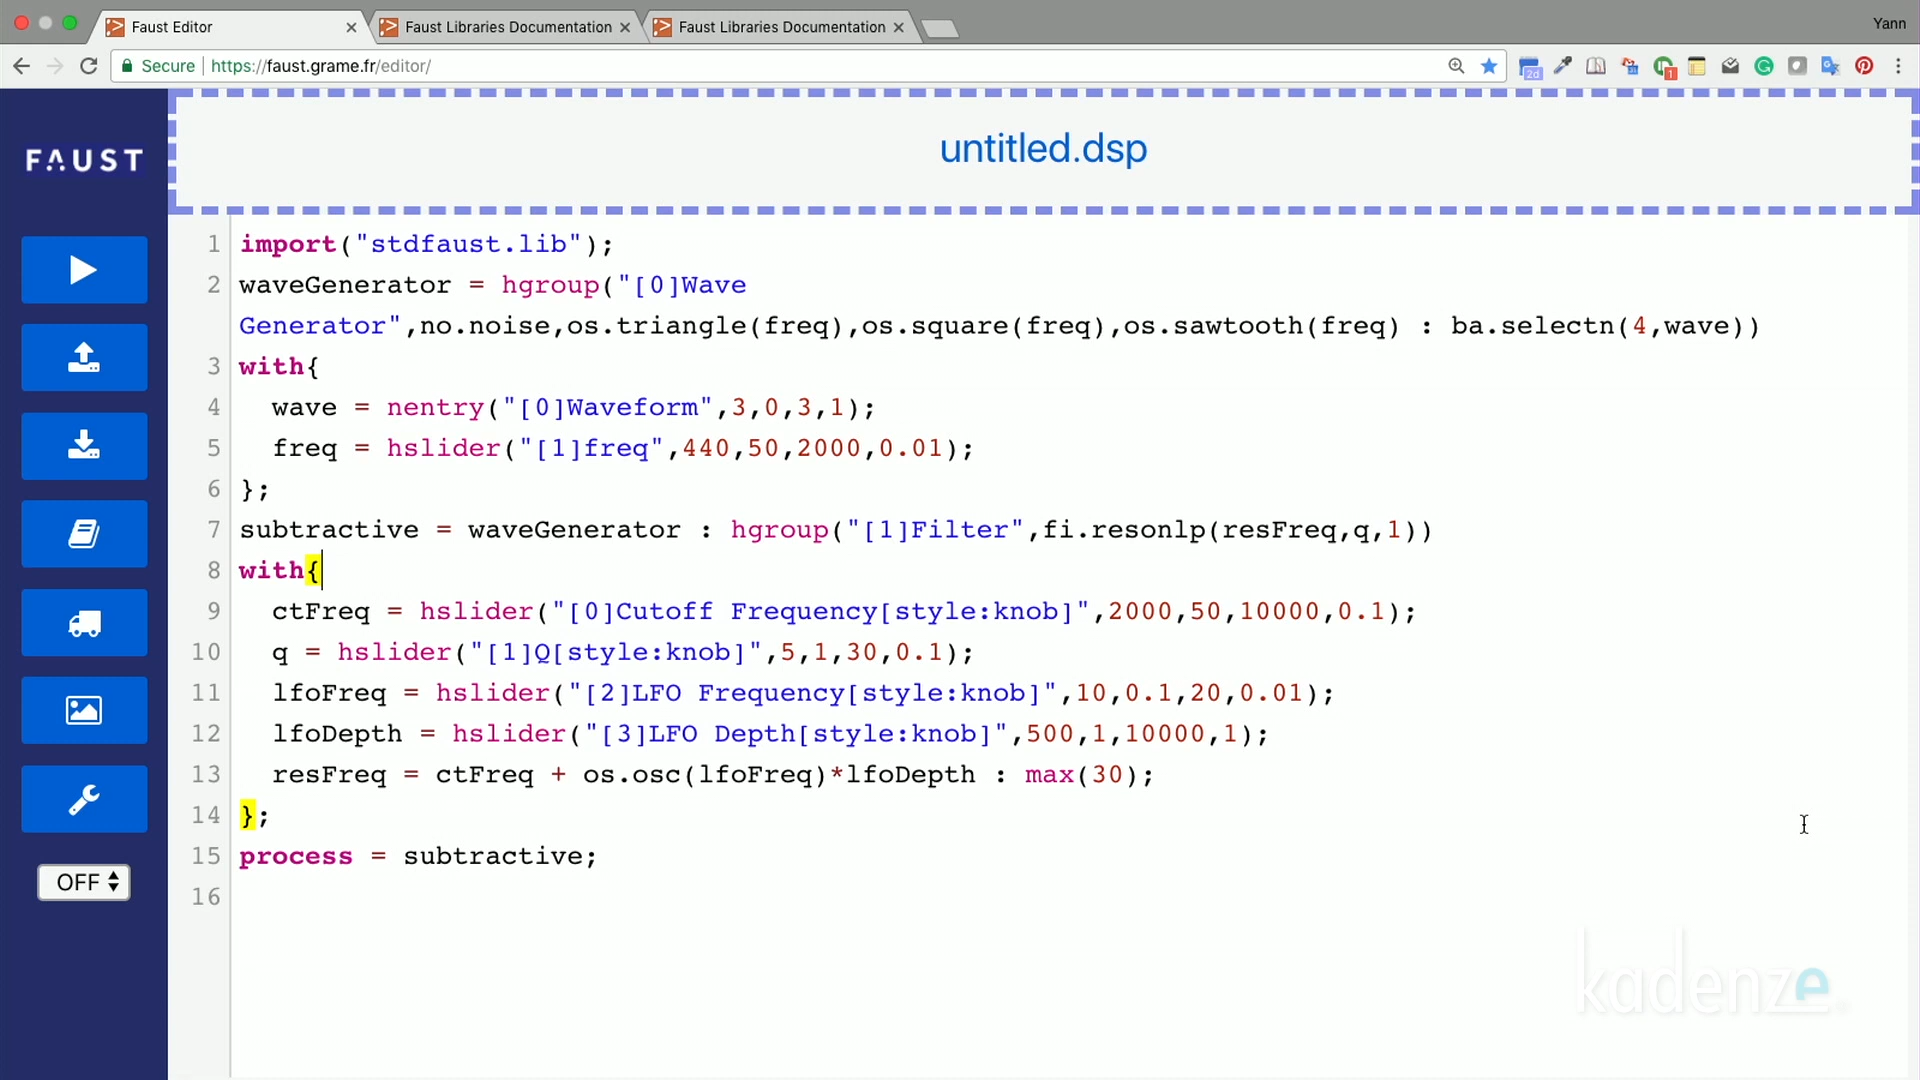 Faust Editor
Faust Libraries Documentation
Faust Libraries Documentation
Yann
Secure
https://faust.grame.fr/editor/
2d
1
FAUST
untitled.dsp
1 import("stdfaust.lib");
2 waveGenerator = hgroup("[0]Wave
Generator",no.noise,os.triangle(freq),os.square(freq),os.sawtooth(freq) : ba.selectn(4,wave))
3 with{
4 wave = nentry("[0]Waveform",3,0,3,1);
5 freq = hslider("[1]freq",440,50,2000,0.01);
6 };
7 subtractive = waveGenerator : hgroup("[1]Filter",fi.resonlp(resFreq,q,1))
8 with{
9 ctFreq = hslider("[0]Cutoff Frequency[style:knob]",2000,50,10000,0.1);
10 q = hslider("[1]Q[style:knob]",5,1,30,0.1);
11 lfoFreq = hslider("[2]LFO Frequency[style:knob]",10,0.1,20,0.01);
12 lfoDepth = hslider("[3]LFO Depth[style:knob]",500,1,10000,1);
13 resFreq = ctFreq + os.osc(lfoFreq)*lfoDepth : max(30);
14 };
15 process = subtractive;
16
OFF
kadenze